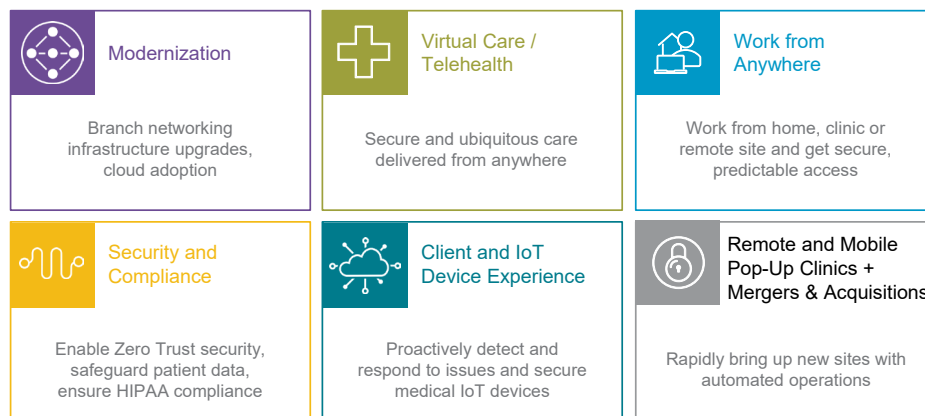 Modernization
Branch networking
infrastructure upgrades,
cloud adoption
Virtual Care /
Telehealth
Secure and ubiquitous care
delivered from anywhere
Work from
Anywhere
Work from home, clinic or
remote site and get secure,
predictable access
Security and
Compliance
Enable Zero Trust security,
safeguard patient data,
ensure HIPAA compliance
Client and IoT
Device Experience
Proactively detect and
respond to issues and secure
medical IoT devices
Remote and Mobile
Pop-Up Clinics +
Mergers & Acquisitions
Rapidly bring up new sites with
automated operations